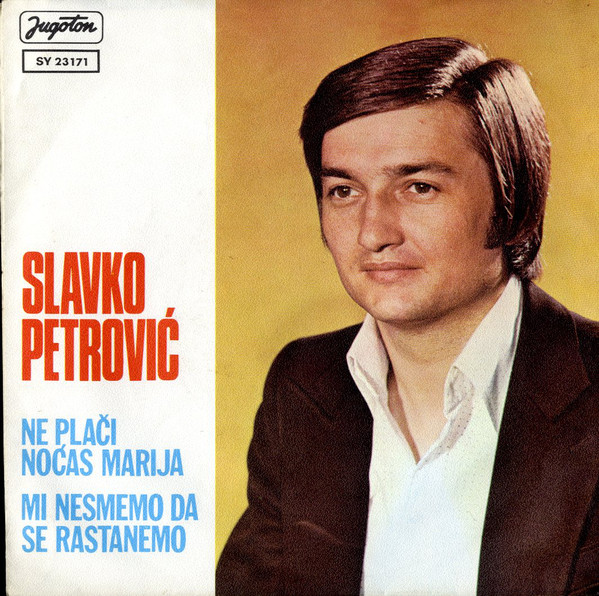 Jugoton
SY 23171
SLAVKO
PETROVIĆ
NE PLAČI
NOĆAS MARIJA
MI NESMEMO DA
SE RASTANEMO